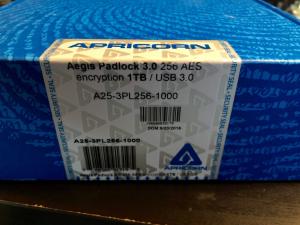 APRICORN
Aegis Padlock 3.0 256 AES
encryption 1TB / USB 3.0
A25-3PL256-1000
A25-3PL256-1000
APRICORN